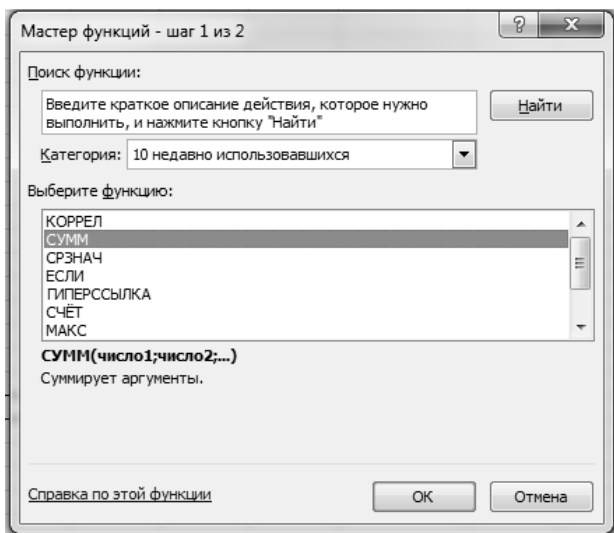 Мастер функций - шаг 1 из 2
?
Поиск функции:
Введите краткое описание действия, которое нужно
выполнить, и нажмите кнопку "Найти"
Найти
Категория: 10 недавно использовавшихся
Выберите функцию:
КОРРЕЛ
СУММ
СРЗНАЧ
ЕСЛИ
ГИПЕРССЫЛКА
СЧЁТ
МАКС
СУММ(число1;число2;...)
Суммирует аргументы.
Справка по этой функции
ОК
Отмена